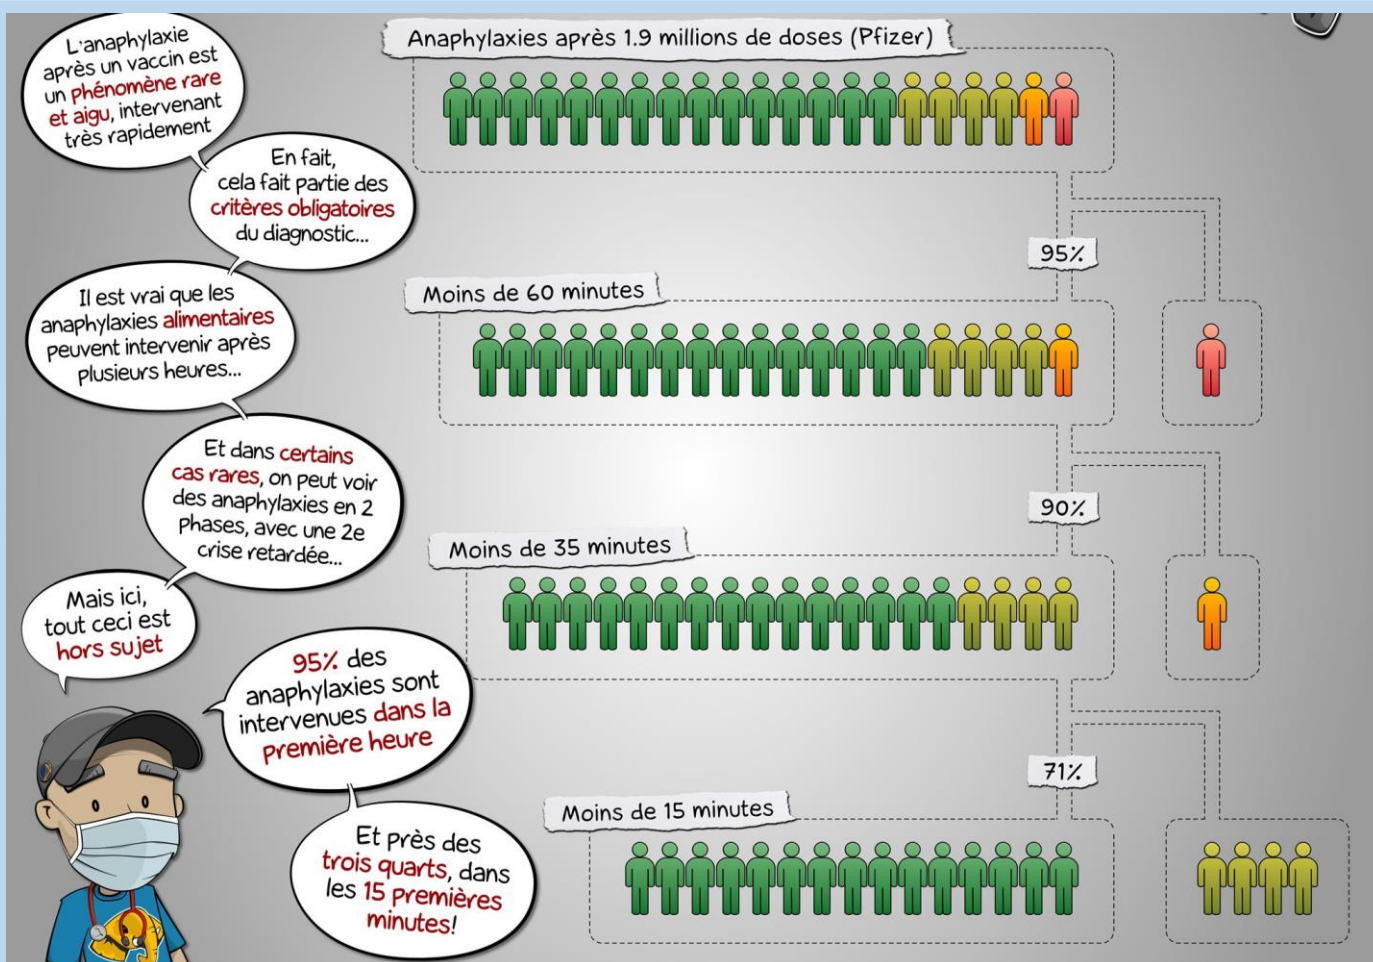 L'anaphylaxie
après un vaccin est
un phénomène rare
et aigu, intervenant
très rapidement
En fait,
cela fait partie des
critères obligatoires
du diagnostic...
Il est vrai que les
anaphylaxies alimentaires
peuvent intervenir après
plusieurs heures...
Et dans certains
cas rares, on peut voir
des anaphylaxies en 2
Phases, avec une 2e
crise retardée...
Mais ici,
tout ceci est
hors sujet
95% des
anaphylaxies sont
intervenues dans la
première heure
Et près des
trois quarts, dans
les 15 premières
minutes!
Anaphylaxies après 1.9 millions de doses (Pfizer)
95%
Moins de 60 minutes
90%
Moins de 35 minutes
71%
Moins de 15 minutes